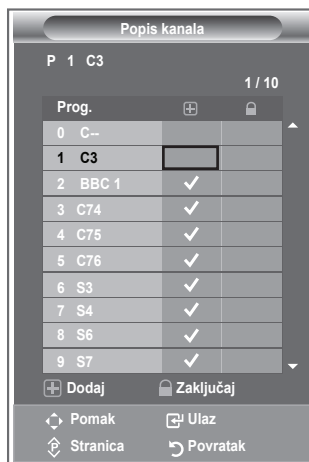 Popis kanala
P 1 C3
1 / 10
Prog.
0 C--
1 C3
2 BBC 1
3 C74
4 C75
5 C76
6 S3
7 S4
8 S6
9 S7
Dodaj Zaključaj
Pomak Ulaz
P Stranica Povratak